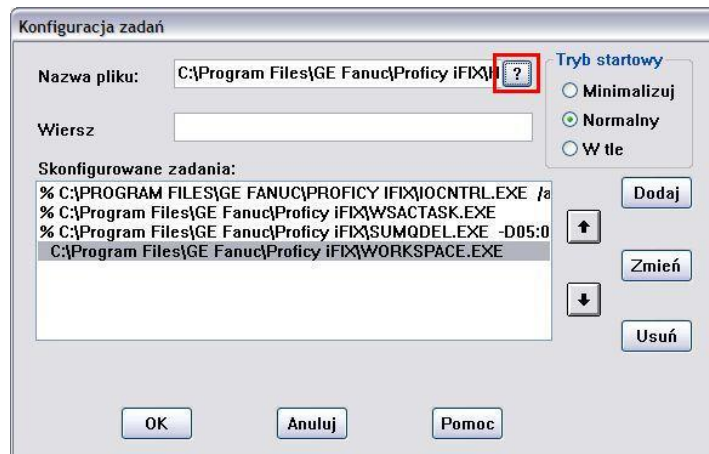 Konfiguracja zadań
Nazwa pliku:
C:\Program Files\GE Fanuc\Proficy iFIX\H
?
Tryb startowy
Minimalizuj
Normalny
W tle
Wiersz
Skonfigurowane zadania:
% C:\PROGRAM FILES\GE FANUC\PROFICY IFIX\IOCNTRL.EXE /a
% C:\Program Files\GE Fanuc\Proficy iFIX\WSACTASK.EXE
% C:\Program Files\GE Fanuc\Proficy iFIX\SUMQDEL.EXE -D05:0
C:\Program Files\GE Fanuc\Proficy iFIX\WORKSPACE.EXE
Dodaj
Zmień
Usuń
OK Anuluj Pomoc